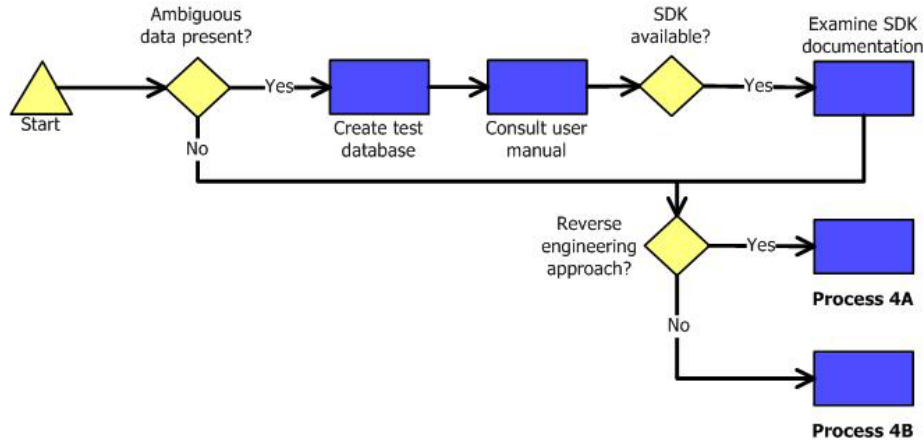 Ambiguous
data present?
SDK
available?
Examine SDK
documentation
Yes
Yes
Start
Create test
database
Consult user
manual
No
Reverse
engineering
approach?
Yes
Process 4A
No
Process 4B